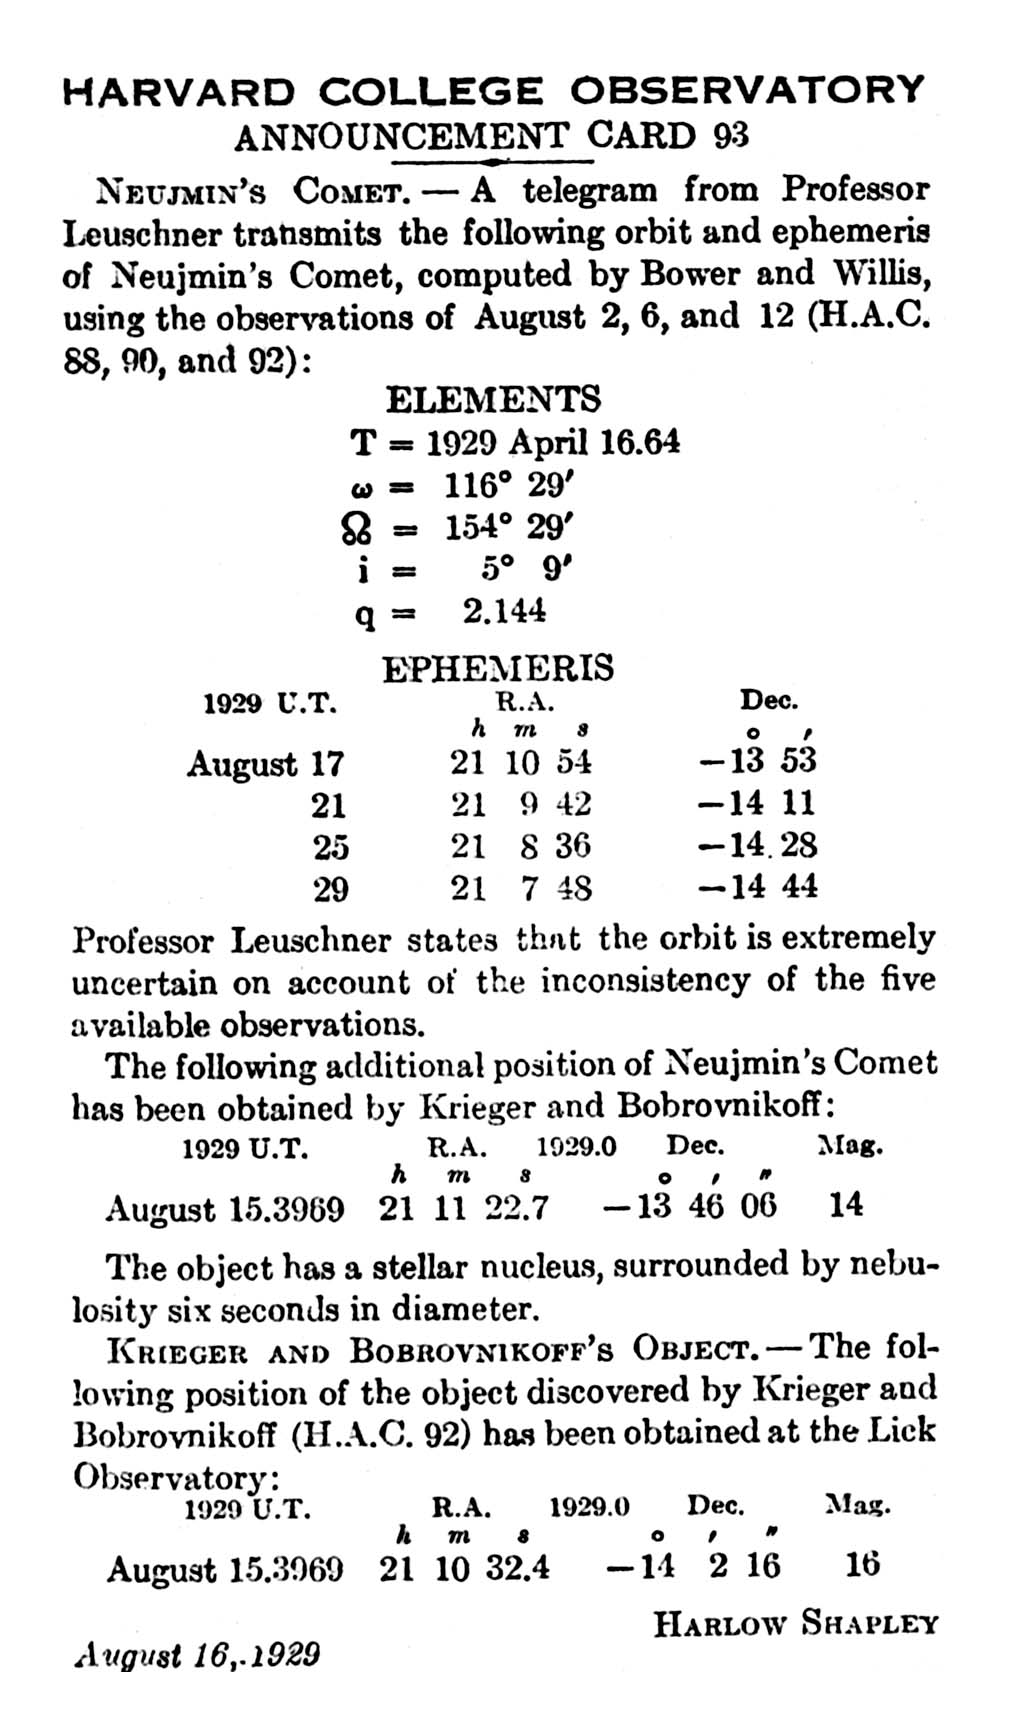 HARVARD COLLEGE OBSERVATORY
ANNOUNCEMENT CARD 93
NEUJMIN'S COMET. — A telegram from Professor
Leuschner transmits the following orbit and ephemeris
of Neujmin's Comet, computed by Bower and Willis,
using the observations of August 2, 6, and 12 (H.A.C.
88, 90, and 92):
ELEMENTS
T = 1929 April 16.64
ω = 116° 29′
☊ = 154° 29′
i = 5° 9′
q = 2.144
EPHEMERIS
1929 U.T. R.A. Dec.
h m s ° ′
August 17 21 10 54 −13 53
21 21 9 42 −14 11
25 21 8 36 −14. 28
29 21 7 48 −14 44
Professor Leuschner states that the orbit is extremely
uncertain on account of the inconsistency of the five
available observations.
The following additional position of Neujmin's Comet
has been obtained by Krieger and Bobrovnikoff:
1929 U.T. R.A. 1929.0 Dec. Mag.
h m s ° ′ ″
August 15.3969 21 11 22.7 −13 46 06 14
The object has a stellar nucleus, surrounded by nebu-
losity six seconds in diameter.
KRIEGER AND BOBROVNIKOFF'S OBJECT. — The fol-
lowing position of the object discovered by Krieger and
Bobrovnikoff (H.A.C. 92) has been obtained at the Lick
Observatory:
1929 U.T. R.A. 1929.0 Dec. Mag.
h m s ° ′ ″
August 15.3969 21 10 32.4 −14 2 16 16
HARLOW SHAPLEY
August 16, 1929